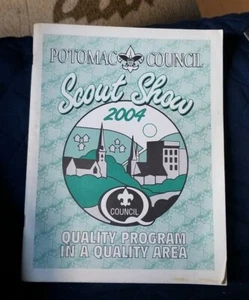 POTOMAC COUNCIL
Scout Show
2004
COUNCIL
QUALITY PROGRAM
IN A QUALITY AREA